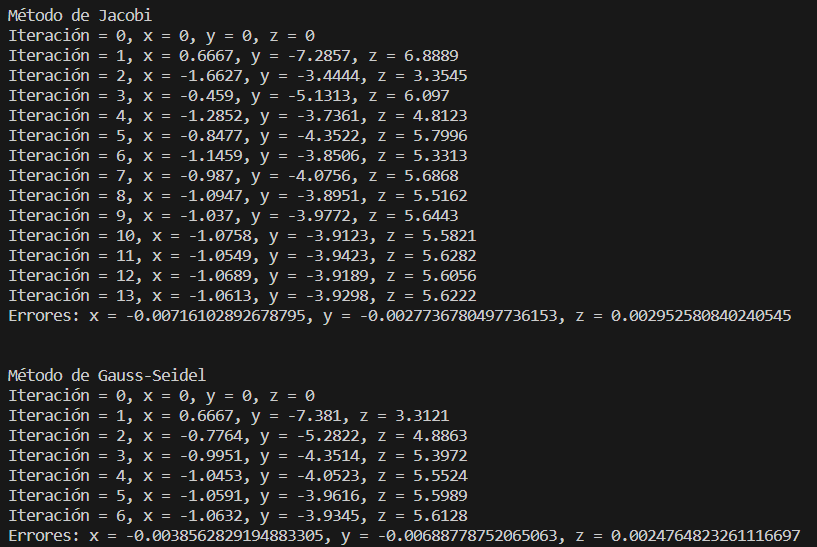 Método de Jacobi
Iteración = 0, x = 0, y = 0, z = 0
Iteración = 1, x = 0.6667, y = -7.2857, z = 6.8889
Iteración = 2, x = -1.6627, y = -3.4444, z = 3.3545
Iteración = 3, x = -0.459, y = -5.1313, z = 6.097
Iteración = 4, x = -1.2852, y = -3.7361, z = 4.8123
Iteración = 5, x = -0.8477, y = -4.3522, z = 5.7996
Iteración = 6, x = -1.1459, y = -3.8506, z = 5.3313
Iteración = 7, x = -0.987, y = -4.0756, z = 5.6868
Iteración = 8, x = -1.0947, y = -3.8951, z = 5.5162
Iteración = 9, x = -1.037, y = -3.9772, z = 5.6443
Iteración = 10, x = -1.0758, y = -3.9123, z = 5.5821
Iteración = 11, x = -1.0549, y = -3.9423, z = 5.6282
Iteración = 12, x = -1.0689, y = -3.9189, z = 5.6056
Iteración = 13, x = -1.0613, y = -3.9298, z = 5.6222
Errores: x = -0.00716102892678795, y = -0.0027736780497736153, z = 0.002952580840240545
Método de Gauss-Seidel
Iteración = 0, x = 0, y = 0, z = 0
Iteración = 1, x = 0.6667, y = -7.381, z = 3.3121
Iteración = 2, x = -0.7764, y = -5.2822, z = 4.8863
Iteración = 3, x = -0.9951, y = -4.3514, z = 5.3972
Iteración = 4, x = -1.0453, y = -4.0523, z = 5.5524
Iteración = 5, x = -1.0591, y = -3.9616, z = 5.5989
Iteración = 6, x = -1.0632, y = -3.9345, z = 5.6128
Errores: x = -0.0038562829194883305, y = -0.00688778752065063, z = 0.0024764823261116697